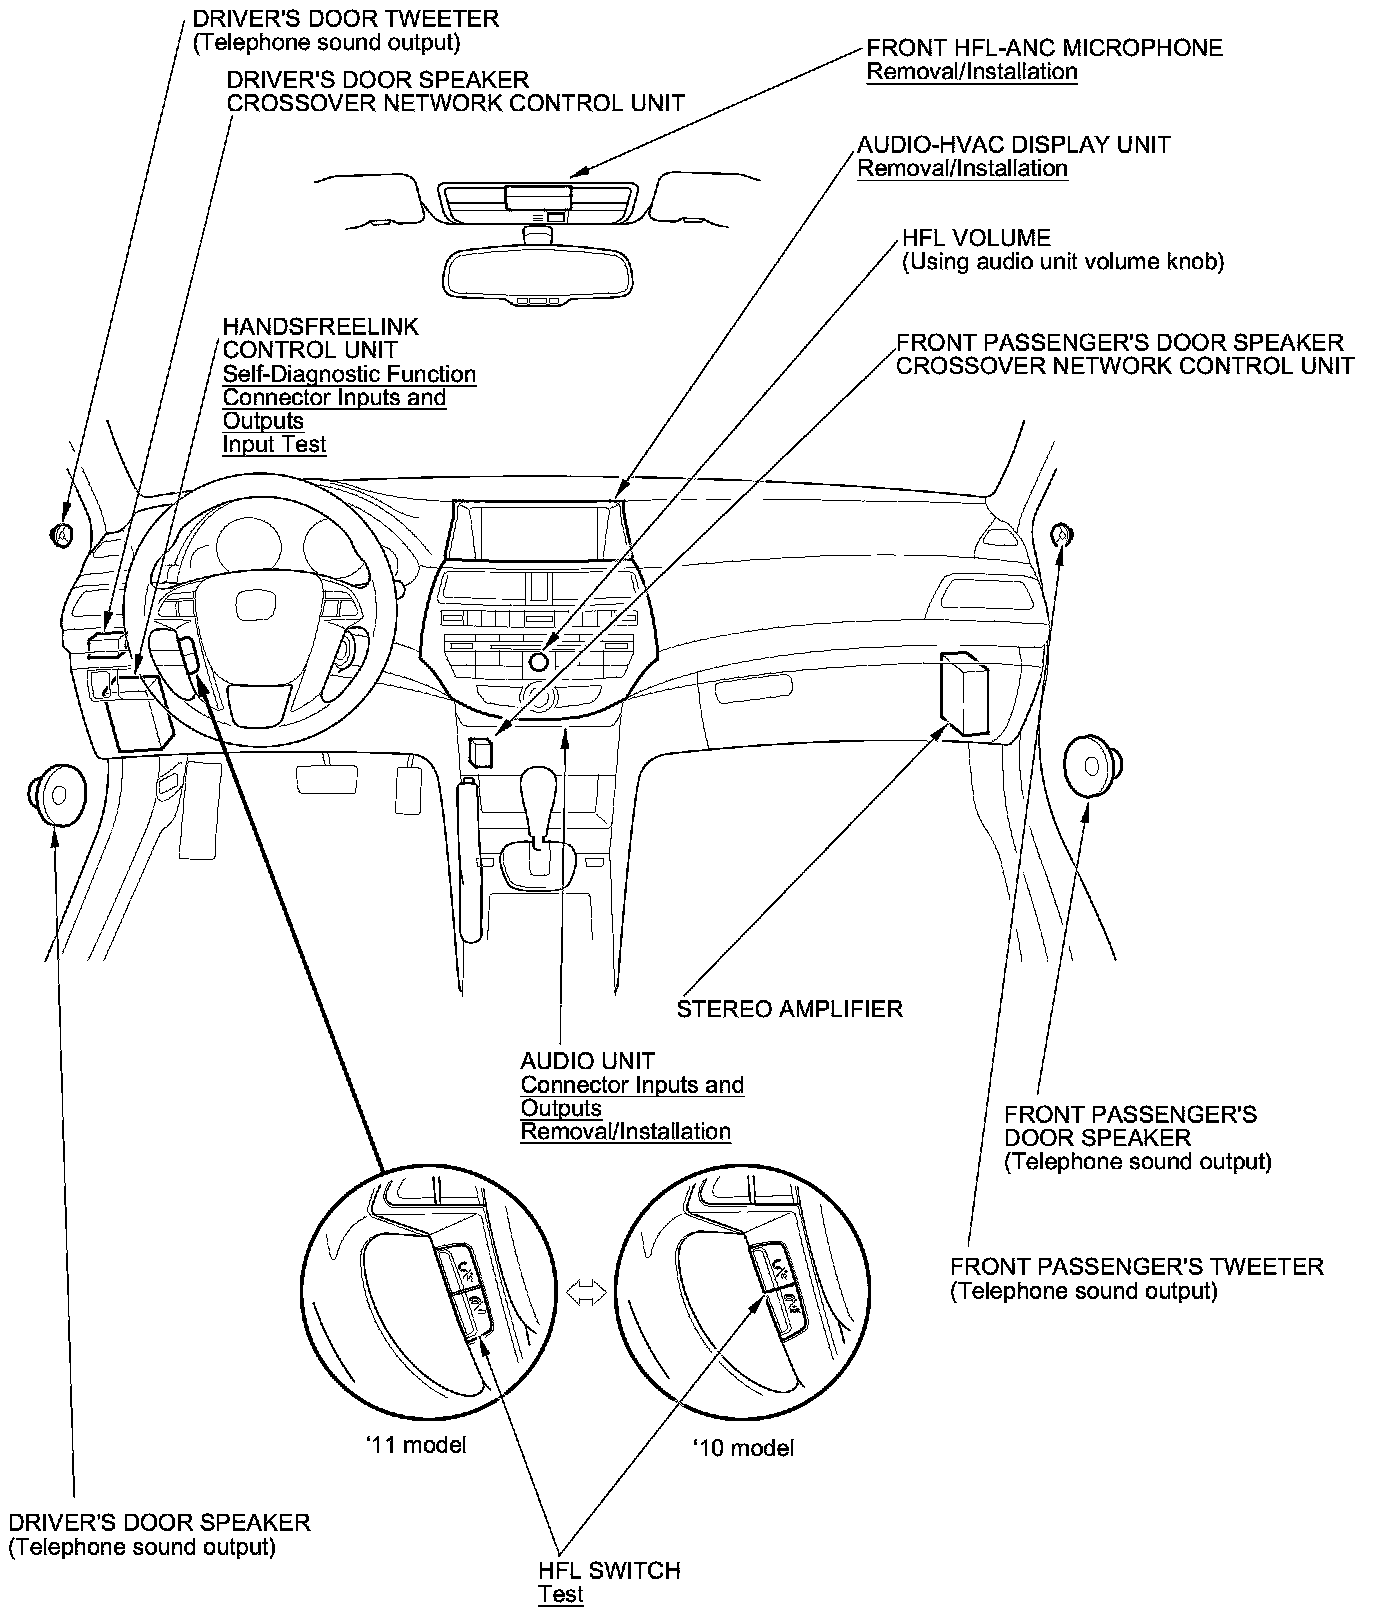 DRIVER'S DOOR TWEETER
(Telephone sound output)
DRIVER'S DOOR SPEAKER
CROSSOVER NETWORK CONTROL UNIT
FRONT HFL-ANC MICROPHONE
Removal/Installation
AUDIO-HVAC DISPLAY UNIT
Removal/Installation
HFL VOLUME
(Using audio unit volume knob)
HANDSFREELINK
CONTROL UNIT
Self-Diagnostic Function
Connector Inputs and
Outputs
Input Test
FRONT PASSENGER'S DOOR SPEAKER
CROSSOVER NETWORK CONTROL UNIT
STEREO AMPLIFIER
AUDIO UNIT
Connector Inputs and
Outputs
Removal/Installation
FRONT PASSENGER'S
DOOR SPEAKER
(Telephone sound output)
FRONT PASSENGER'S TWEETER
(Telephone sound output)
‘11 model
‘10 model
DRIVER'S DOOR SPEAKER
(Telephone sound output)
HFL SWITCH
Test